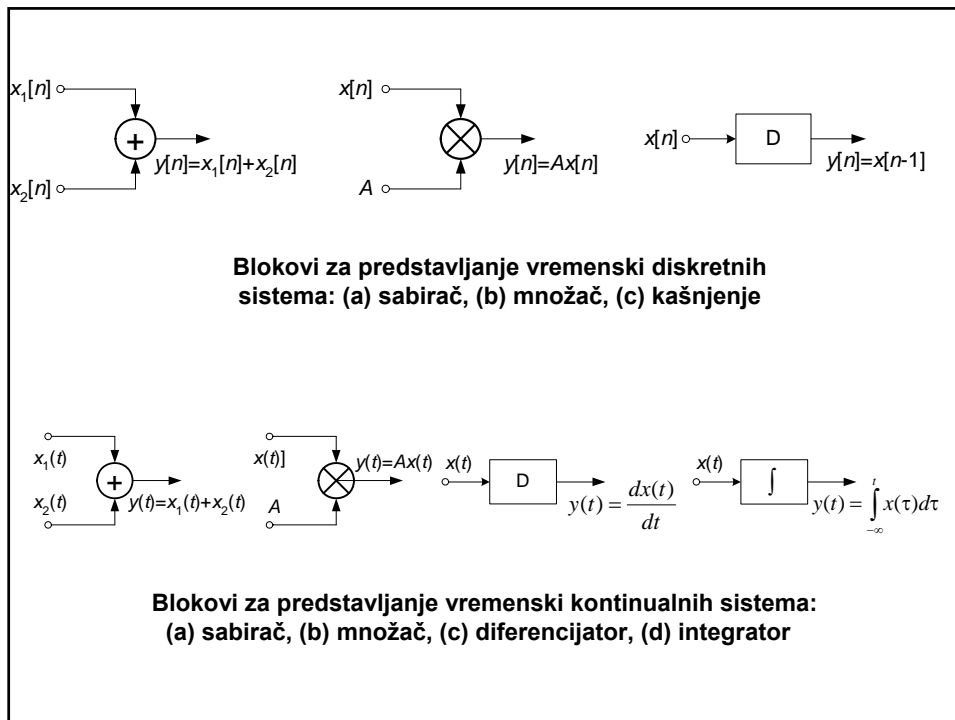 x₁[n]
+
y[n]=x₁[n]+x₂[n]
x₂[n]
x[n]
y[n]=Ax[n]
A
x[n]
D
y[n]=x[n-1]
Blokovi za predstavljanje vremenski diskretnih
sistema: (a) sabirač, (b) množač, (c) kašnjenje
x₁(t)
+
y(t)=x₁(t)+x₂(t)
x₂(t)
x(t)]
y(t)=Ax(t)
A
x(t)
D
y(t) = dx(t)/dt
x(t)
∫
y(t) = ∫_{-∞}^{t} x(τ)dτ
Blokovi za predstavljanje vremenski kontinualnih sistema:
(a) sabirač, (b) množač, (c) diferencijator, (d) integrator